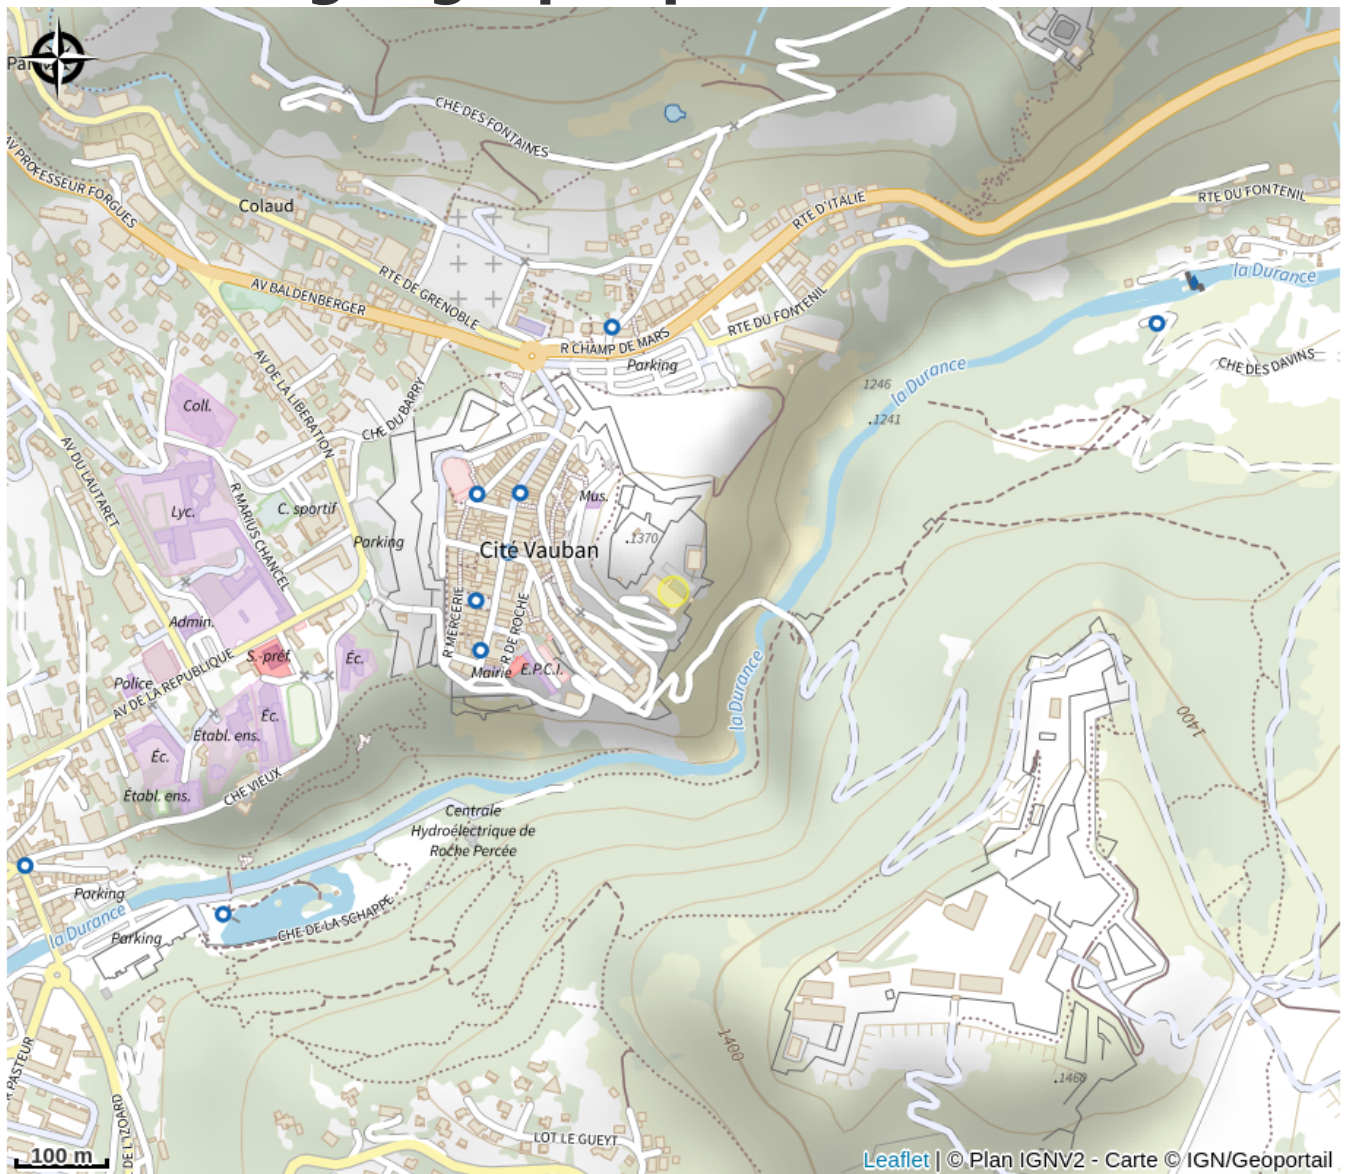 CHE DES FONTAINES
AV PROFESSEUR FORGUES
Colaud
RTE D'ITALIE
RTE DU FONTENIL
RTE DE GRENOBLE
la Durance
AV BALDENBERGER
RTE DU FONTENIL
R CHAMP DE MARS
Parking
CHE DES DAVINS
AV DE LA LIBERATION
1246
la Durance
Coll.
CHE DU BARRY
.1241
AV DU LAUTARET
R MARIUS CHANCEL
Mus.
Lyc.
C. sportif
Parking
.1370
Cité Vauban
R MERCERIE
R DE ROCHE
Admin.
S.-préf.
Éc.
Mairie
E.P.C.I.
Police
AV DE LA REPUBLIQUE
la Durance
Éc.
Établ. ens.
1400
Éc.
CHE VIEUX
Établ. ens.
Centrale
Hydroélectrique de
Roche Percée
Parking
CHE DE LA SCHAPPE
la Durance
Parking
1400
R PASTEUR
.1460
DE L'IZOARD
LOT LE GUEYT
100 m
Leaflet | © Plan IGNV2 - Carte © IGN/Geoportail